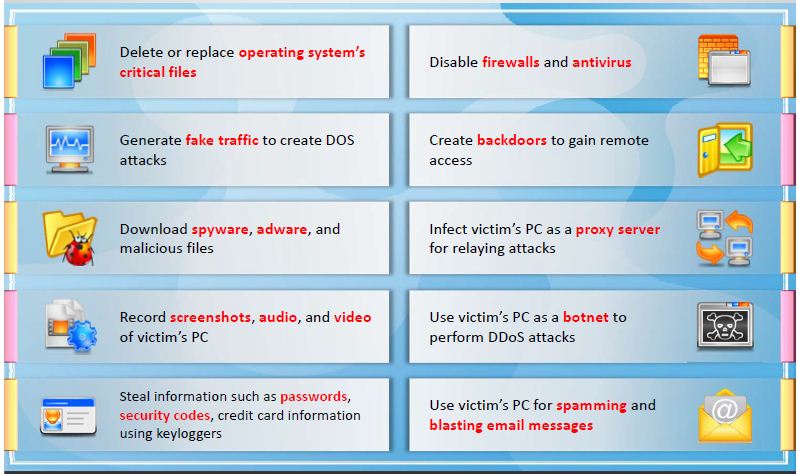 Delete or replace operating system's
critical files
Disable firewalls and antivirus
Generate fake traffic to create DOS
attacks
Create backdoors to gain remote
access
Download spyware, adware, and
malicious files
Infect victim's PC as a proxy server
for relaying attacks
Record screenshots, audio, and video
of victim's PC
Use victim's PC as a botnet to
perform DDoS attacks
Steal information such as passwords,
security codes, credit card information
using keyloggers
Use victim's PC for spamming and
blasting email messages